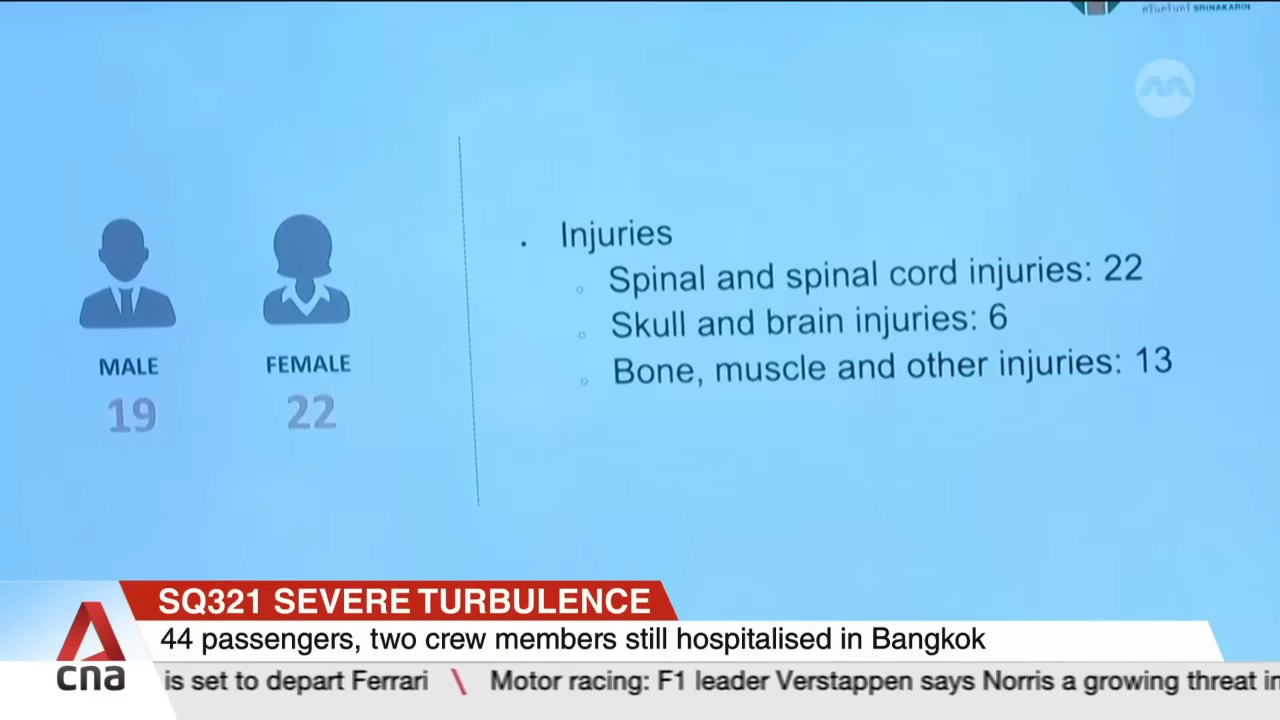 SRINAKARIN
MALE
19
FEMALE
22
. Injuries
Spinal and spinal cord injuries: 22
Skull and brain injuries: 6
Bone, muscle and other injuries: 13
SQ321 SEVERE TURBULENCE
44 passengers, two crew members still hospitalised in Bangkok
cna
is set to depart Ferrari \ Motor racing: F1 leader Verstappen says Norris a growing threat in